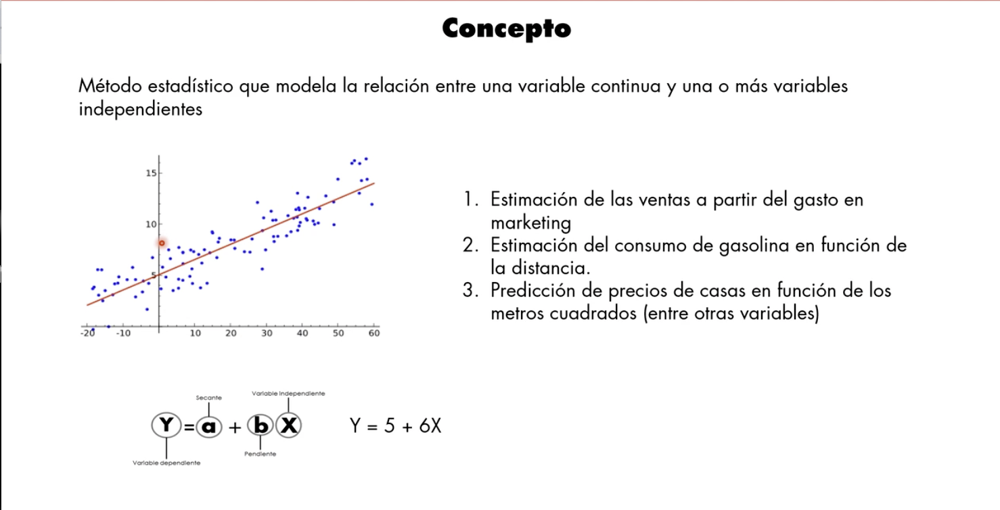 Concepto
Método estadístico que modela la relación entre una variable continua y una o más variables
independientes
15
10
5
-20 -10 10 20 30 40 50 60
1. Estimación de las ventas a partir del gasto en
marketing
2. Estimación del consumo de gasolina en función de
la distancia.
3. Predicción de precios de casas en función de los
metros cuadrados (entre otras variables)
Secante
Variable Independiente
Y = a + b X
Y = 5 + 6X
Pendiente
Variable dependiente